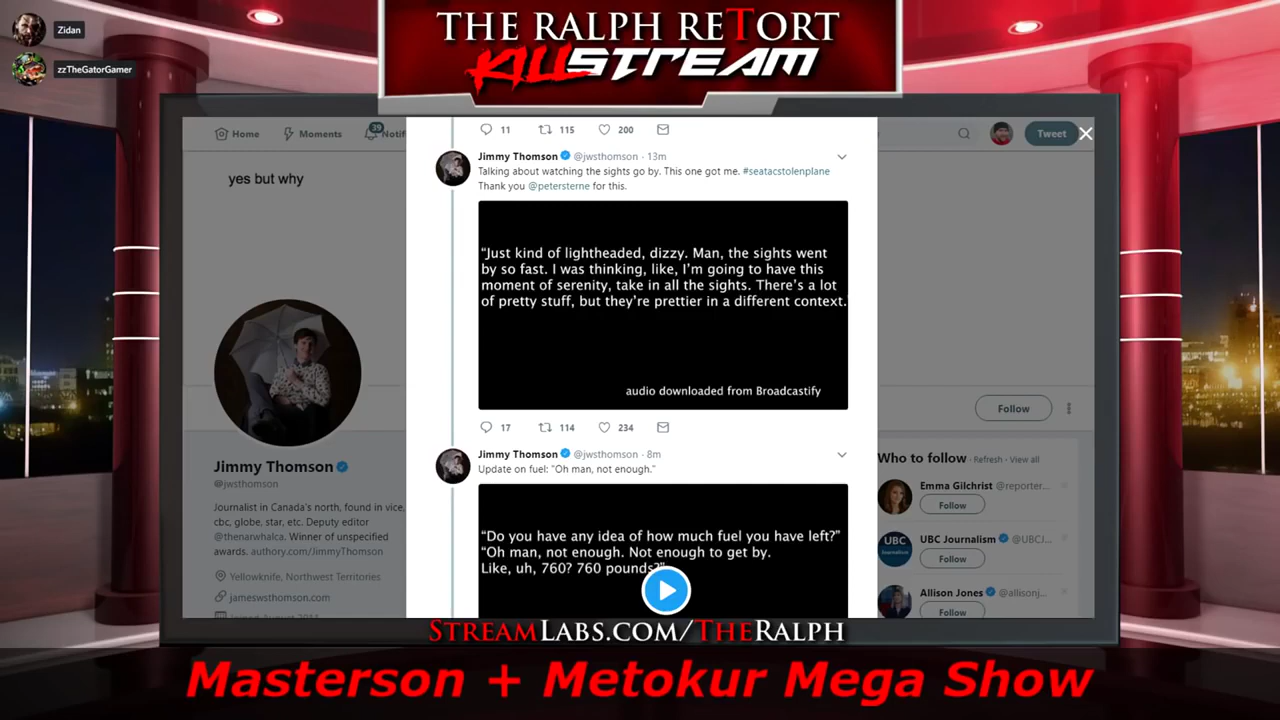 Zidan
zzTheGatorGamer
THE RALPH RETORT
KILLSTREAM
Home
Moments
39
Notif
Tweet
yes but why
11 115 200
Jimmy Thomson @jwsthomson · 13m
Talking about watching the sights go by. This one got me. #seatacstolenplane
Thank you @petersterne for this.
“Just kind of lightheaded, dizzy. Man, the sights went
by so fast. I was thinking, like, I’m going to have this
moment of serenity, take in all the sights. There’s a lot
of pretty stuff, but they’re prettier in a different context.
audio downloaded from Broadcastify
17 114 234
Jimmy Thomson @jwsthomson · 8m
Update on fuel: "Oh man, not enough."
“Do you have any idea of how much fuel you have left?”
“Oh man, not enough. Not enough to get by.
Like, uh, 760? 760 pounds?”
Jimmy Thomson
@jwsthomson
Journalist in Canada's north, found in vice,
cbc, globe, star, etc. Deputy editor
@thenarwhalca. Winner of unspecified
awards. authory.com/JimmyThomson
Yellowknife, Northwest Territories
jameswsthomson.com
Follow
Who to follow · Refresh · View all
Emma Gilchrist @reporter...
Follow
UBC Journalism @UBCJ...
Follow
UBC
Journalism
Allison Jones @allisonj...
Follow
STREAMLABS.COM/THERALPH
Masterson + Metokur Mega Show